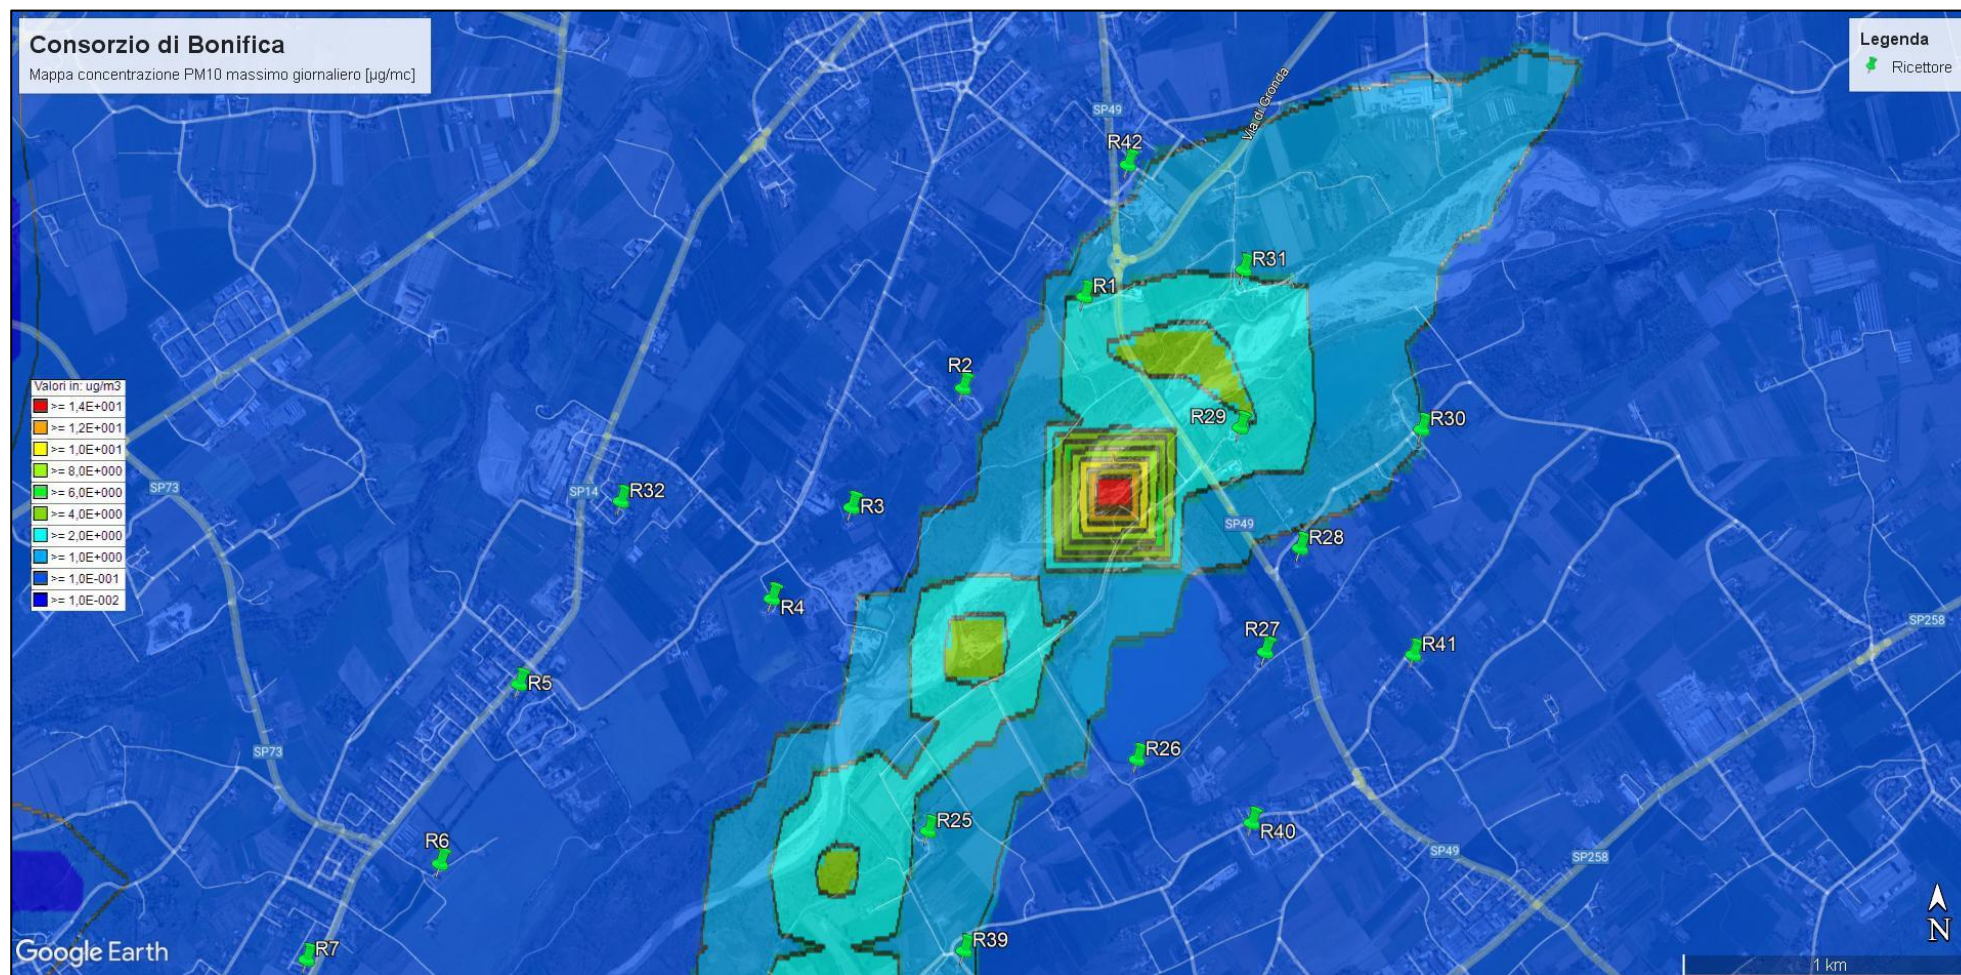 Consorzio di Bonifica
Mappa concentrazione PM10 massimo giornaliero [µg/mc]
Legenda
Ricettore
SP49
Via di Gronda
R42
R31
R1
R2
R29
R30
Valori in: ug/m3
>= 1,4E+001
>= 1,2E+001
>= 1,0E+001
>= 8,0E+000
>= 6,0E+000
>= 4,0E+000
>= 2,0E+000
>= 1,0E+000
>= 1,0E-001
>= 1,0E-002
SP73
SP14
R32
R3
SP49
R28
R4
R27
R41
SP258
R5
SP73
R26
R25
R40
R6
SP49
SP258
R39
R7
N
Google Earth
1 km